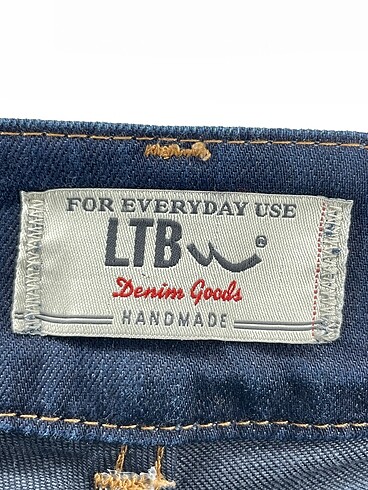 FOR EVERYDAY USE
LTB ®
Denim Goods
HANDMADE